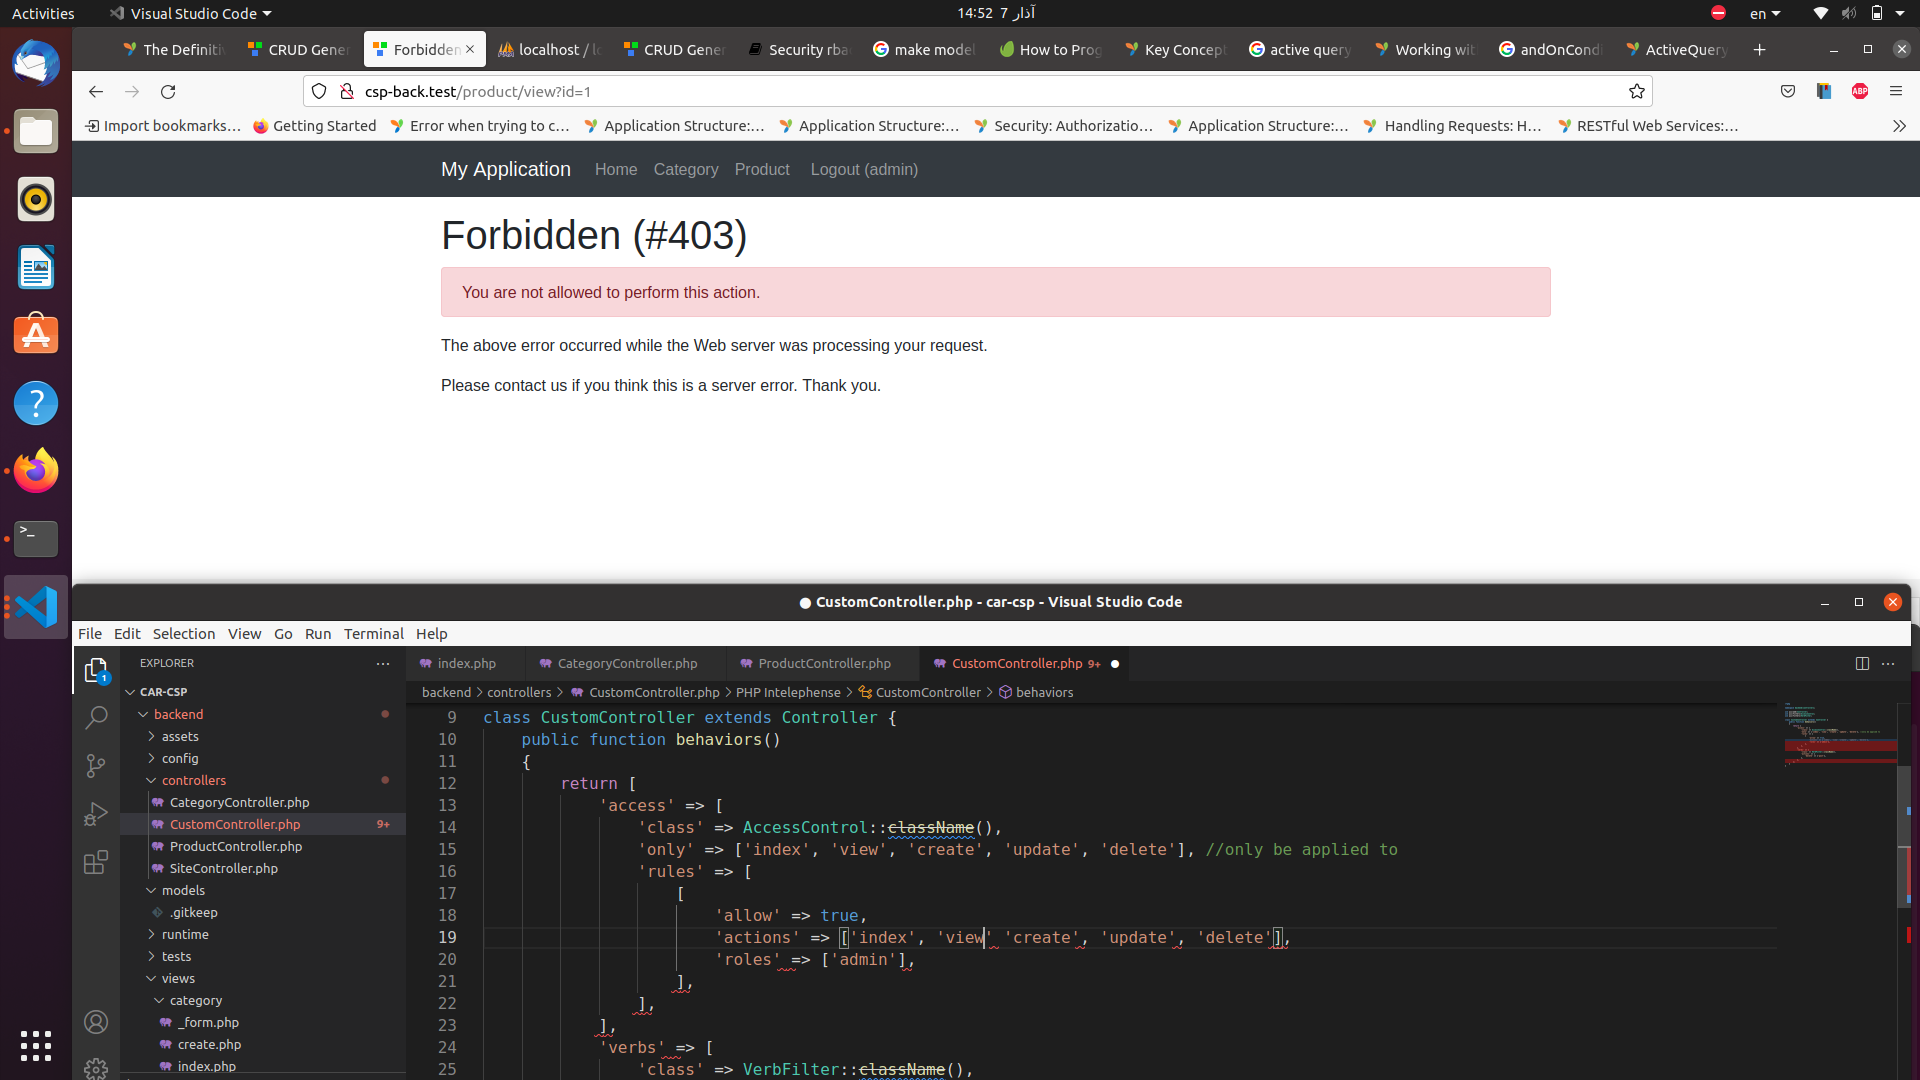 Activities
Visual Studio Code
14:52 7 آذار
en
The Definiti
CRUD Gener
Forbidden
localhost / lo
CRUD Gener
Security rba
make model
How to Prog
Key Concept
active query
Working wit
andOnCondi
ActiveQuery
csp-back.test/product/view?id=1
ABP
Import bookmarks...
Getting Started
Error when trying to c...
Application Structure:...
Application Structure:...
Security: Authorizatio...
Application Structure:...
Handling Requests: H...
RESTful Web Services:...
My Application
Home
Category
Product
Logout (admin)
Forbidden (#403)
You are not allowed to perform this action.
The above error occurred while the Web server was processing your request.
Please contact us if you think this is a server error. Thank you.
● CustomController.php - car-csp - Visual Studio Code
File Edit Selection View Go Run Terminal Help
EXPLORER
index.php
CategoryController.php
ProductController.php
CustomController.php 9+
1
CAR-CSP
backend > controllers > CustomController.php > PHP Intelephense > CustomController > behaviors
backend
assets
config
controllers
CategoryController.php
CustomController.php 9+
ProductController.php
SiteController.php
models
.gitkeep
runtime
tests
views
category
_form.php
create.php
index.php
9 class CustomController extends Controller {
10 public function behaviors()
11 {
12 return [
13 'access' => [
14 'class' => AccessControl::className(),
15 'only' => ['index', 'view', 'create', 'update', 'delete'], //only be applied to
16 'rules' => [
17 [
18 'allow' => true,
19 'actions' => ['index', 'view' 'create', 'update', 'delete'],
20 'roles' => ['admin'],
21 ],
22 ],
23 ],
24 'verbs' => [
25 'class' => VerbFilter::className(),